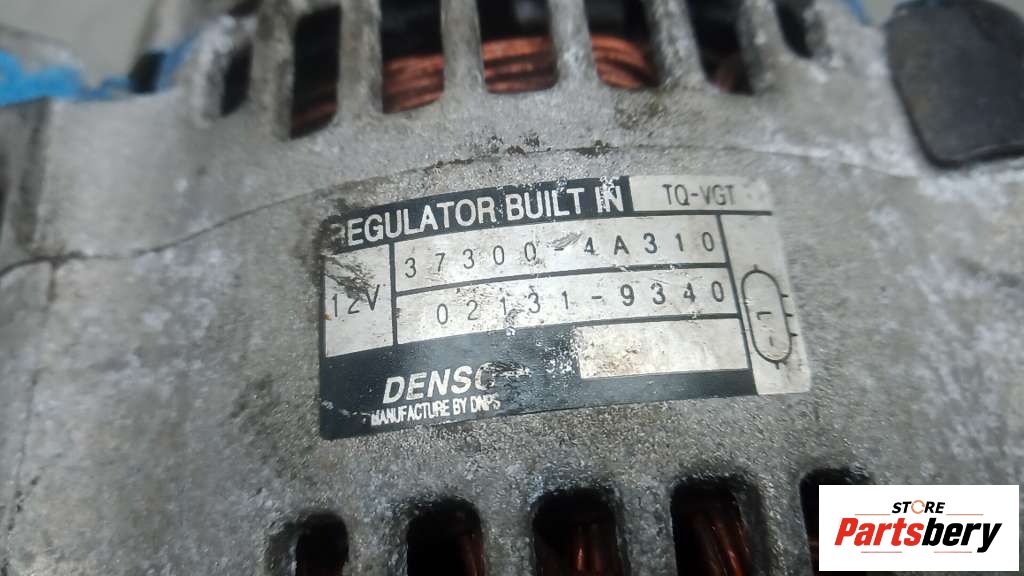 REGULATOR BUILT IN
TQ-VGT
12V
37300-4A310
02131-9340
L
DENSO
MANUFACTURE BY DNPS
STORE
Partsbery